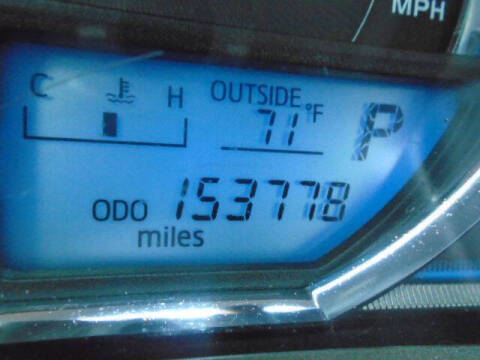 MPH
C H OUTSIDE
71 °F P
ODO 153778
miles